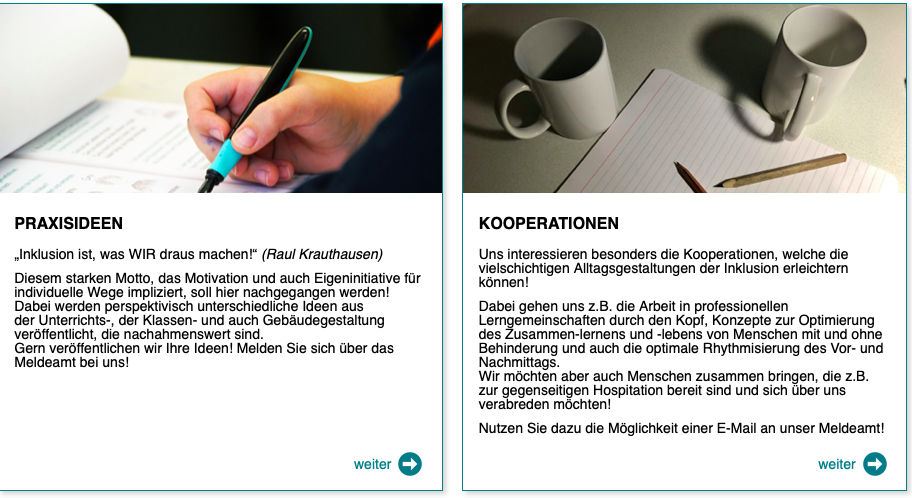 PRAXISIDEEN
„Inklusion ist, was WIR draus machen!“ (Raul Krauthausen)
Diesem starken Motto, das Motivation und auch Eigeninitiative für
individuelle Wege impliziert, soll hier nachgegangen werden!
Dabei werden perspektivisch unterschiedliche Ideen aus
der Unterrichts-, der Klassen- und auch Gebäudegestaltung
veröffentlicht, die nachahmenswert sind.
Gern veröffentlichen wir Ihre Ideen! Melden Sie sich über das
Meldeamt bei uns!
weiter
KOOPERATIONEN
Uns interessieren besonders die Kooperationen, welche die
vielschichtigen Alltagsgestaltungen der Inklusion erleichtern
können!
Dabei gehen uns z.B. die Arbeit in professionellen
Lerngemeinschaften durch den Kopf, Konzepte zur Optimierung
des Zusammen-lernens und -lebens von Menschen mit und ohne
Behinderung und auch die optimale Rhythmisierung des Vor- und
Nachmittags.
Wir möchten aber auch Menschen zusammen bringen, die z.B.
zur gegenseitigen Hospitation bereit sind und sich über uns
verabreden möchten!
Nutzen Sie dazu die Möglichkeit einer E-Mail an unser Meldeamt!
weiter